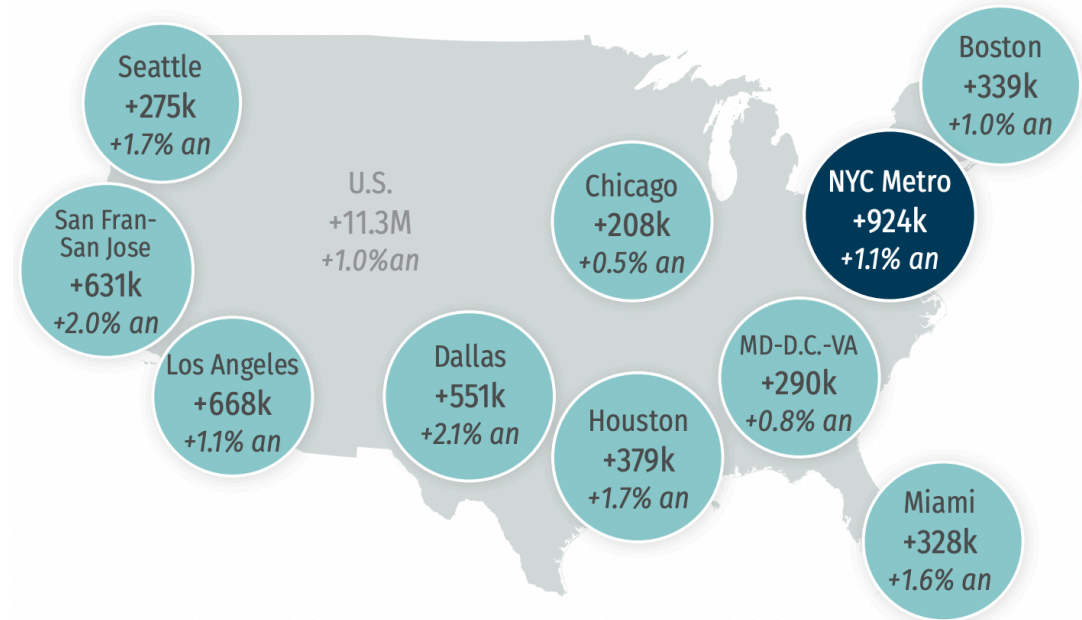 Seattle
+275k
+1.7% an
Boston
+339k
+1.0% an
U.S.
+11.3M
+1.0%an
Chicago
+208k
+0.5% an
NYC Metro
+924k
+1.1% an
San Fran-
San Jose
+631k
+2.0% an
Los Angeles
+668k
+1.1% an
Dallas
+551k
+2.1% an
Houston
+379k
+1.7% an
MD-D.C.-VA
+290k
+0.8% an
Miami
+328k
+1.6% an